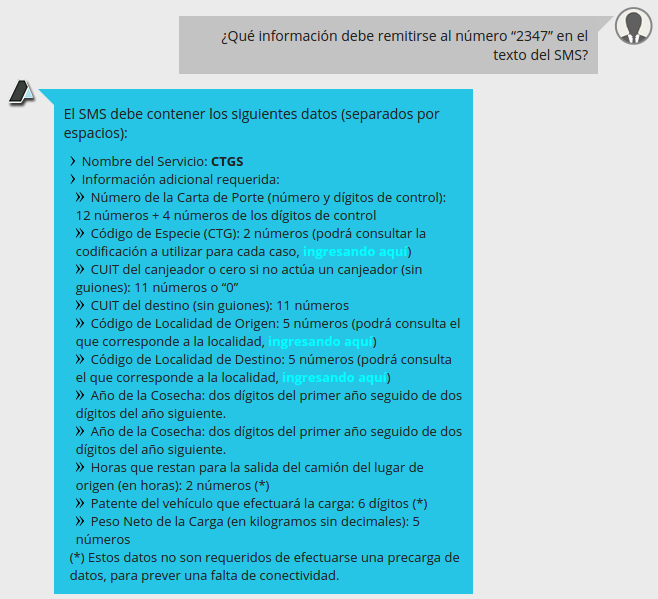 ¿Qué información debe remitirse al número “2347” en el
texto del SMS?
El SMS debe contener los siguientes datos (separados por
espacios):
› Nombre del Servicio: CTGS
› Información adicional requerida:
» Número de la Carta de Porte (número y dígitos de control):
12 números + 4 números de los dígitos de control
» Código de Especie (CTG): 2 números (podrá consultar la
codificación a utilizar para cada caso, ingresando aquí)
» CUIT del canjeador o cero si no actúa un canjeador (sin
guiones): 11 números o “0”
» CUIT del destino (sin guiones): 11 números
» Código de Localidad de Origen: 5 números (podrá consulta el
que corresponde a la localidad, ingresando aquí)
» Código de Localidad de Destino: 5 números (podrá consulta
el que corresponde a la localidad, ingresando aquí)
» Año de la Cosecha: dos dígitos del primer año seguido de dos
dígitos del año siguiente.
» Año de la Cosecha: dos dígitos del primer año seguido de dos
dígitos del año siguiente.
» Horas que restan para la salida del camión del lugar de
origen (en horas): 2 números (*)
» Patente del vehículo que efectuará la carga: 6 dígitos (*)
» Peso Neto de la Carga (en kilogramos sin decimales): 5
números
(*) Estos datos no son requeridos de efectuarse una precarga de
datos, para prever una falta de conectividad.